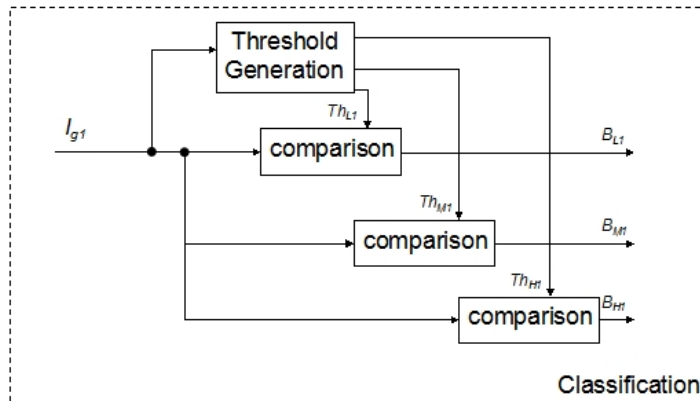 Threshold
Generation
I_g1
Th_L1
comparison
B_L1
Th_M1
comparison
B_M1
Th_H1
comparison
B_H1
Classification